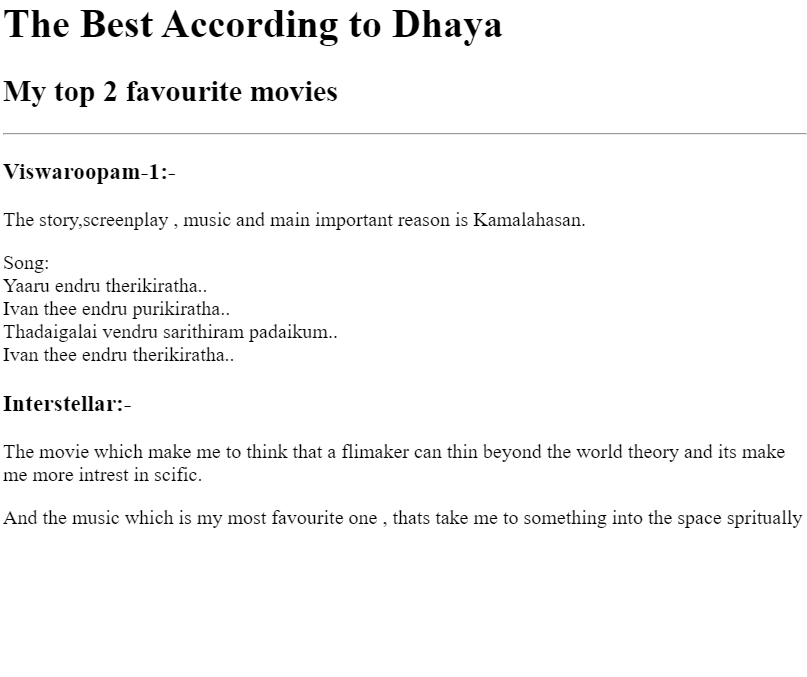 The Best According to Dhaya
My top 2 favourite movies
Viswaroopam-1:-
The story,screenplay , music and main important reason is Kamalahasan.
Song:
Yaaru endru therikiratha..
Ivan thee endru purikiratha..
Thadaigalai vendru sarithiram padaikum..
Ivan thee endru therikiratha..
Interstellar:-
The movie which make me to think that a flimaker can thin beyond the world theory and its make
me more intrest in scific.
And the music which is my most favourite one , thats take me to something into the space spritually